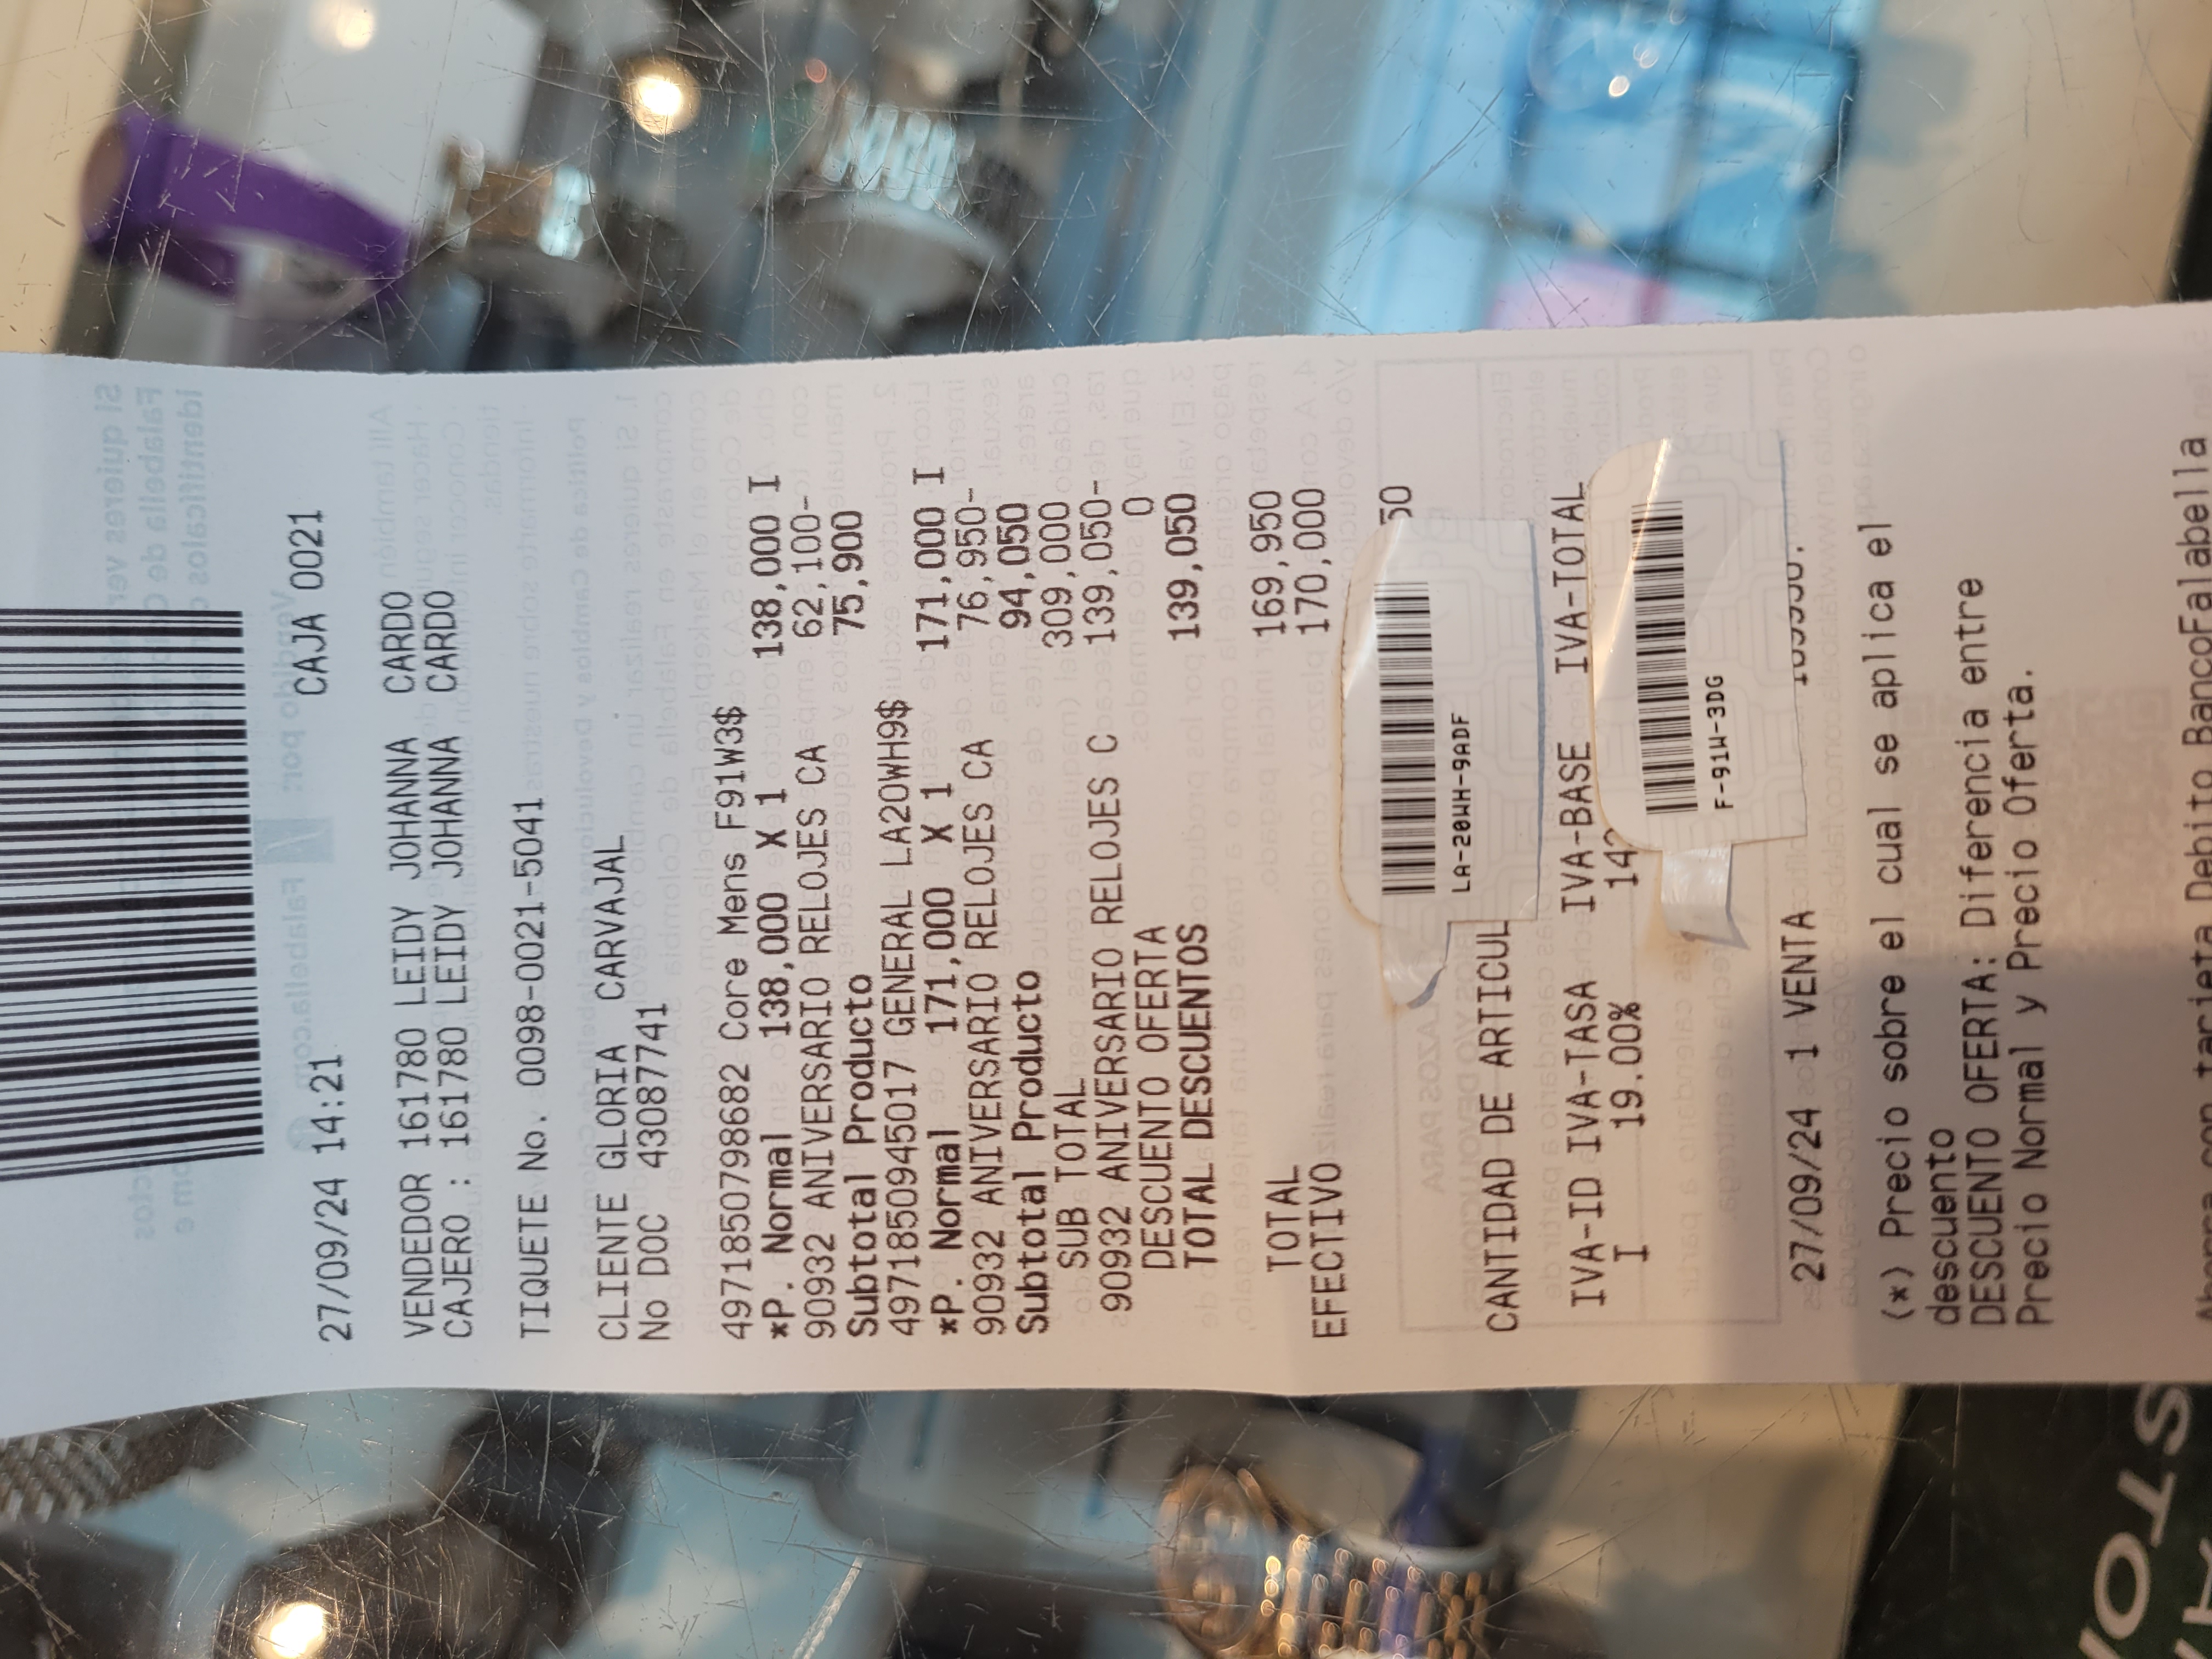 27/09/24 14:21 CAJA 0021
VENDEDOR 161780 LEIDY JOHANNA CARDO
CAJERO : 161780 LEIDY JOHANNA CARDO
TIQUETE No. 0098-0021-5041
CLIENTE GLORIA CARVAJAL
No DOC 43087741
4971850798682 Core Mens F91W3$
*P. Normal 138,000 X 1 138,000 I
90932 ANIVERSARIO RELOJES CA 62,100-
Subtotal Producto 75,900
4971850945017 GENERAL LA20WH9$
*P. Normal 171,000 X 1 171,000 I
90932 ANIVERSARIO RELOJES CA 76,950-
Subtotal Producto 94,050
SUB TOTAL 309,000
90932 ANIVERSARIO RELOJES C 139,050-
DESCUENTO OFERTA 0
TOTAL DESCUENTOS 139,050
TOTAL 169,950
EFECTIVO 170,000
50
LA-20WH-9ADF
CANTIDAD DE ARTICUL
IVA-ID IVA-TASA IVA-BASE IVA-TOTAL
I 19.00% 142
F-91W-3DG
27/09/24 1 VENTA
(*) Precio sobre el cual se aplica el
descuento
DESCUENTO OFERTA: Diferencia entre
Precio Normal y Precio Oferta.
con tarjeta Debito BancoFalabella